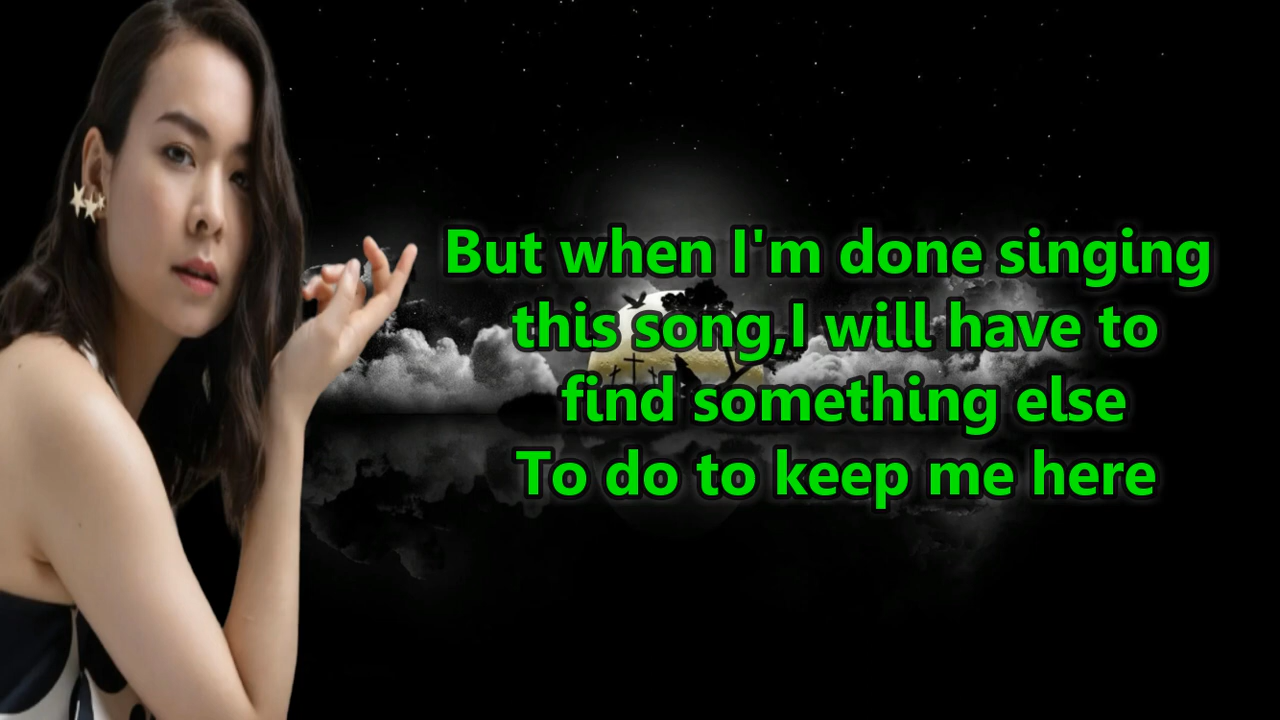 But when I'm done singing
this song,I will have to
find something else
To do to keep me here